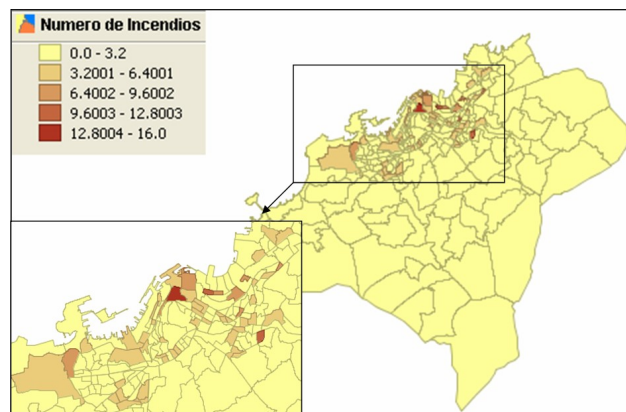 Numero de Incendios
0.0 - 3.2
3.2001 - 6.4001
6.4002 - 9.6002
9.6003 - 12.8003
12.8004 - 16.0